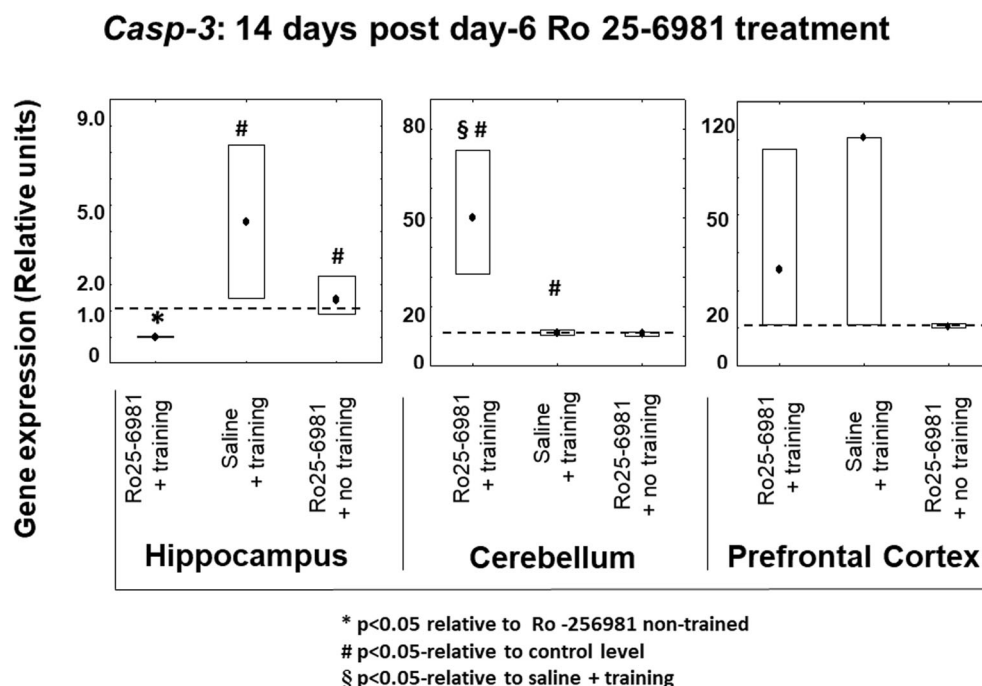 Casp-3: 14 days post day-6 Ro 25-6981 treatment
Gene expression (Relative units)
9.0
5.0
2.0
1.0
0
#
#
*
80
50
20
0
§ #
#
120
50
20
0
Ro25-6981
+ training
Saline
+ training
Ro25-6981
+ no training
Ro25-6981
+ training
Saline
+ training
Ro25-6981
+ no training
Ro25-6981
+ training
Saline
+ training
Ro25-6981
+ no training
Hippocampus
Cerebellum
Prefrontal Cortex
* p<0.05 relative to Ro -256981 non-trained
# p<0.05-relative to control level
§ p<0.05-relative to saline + training